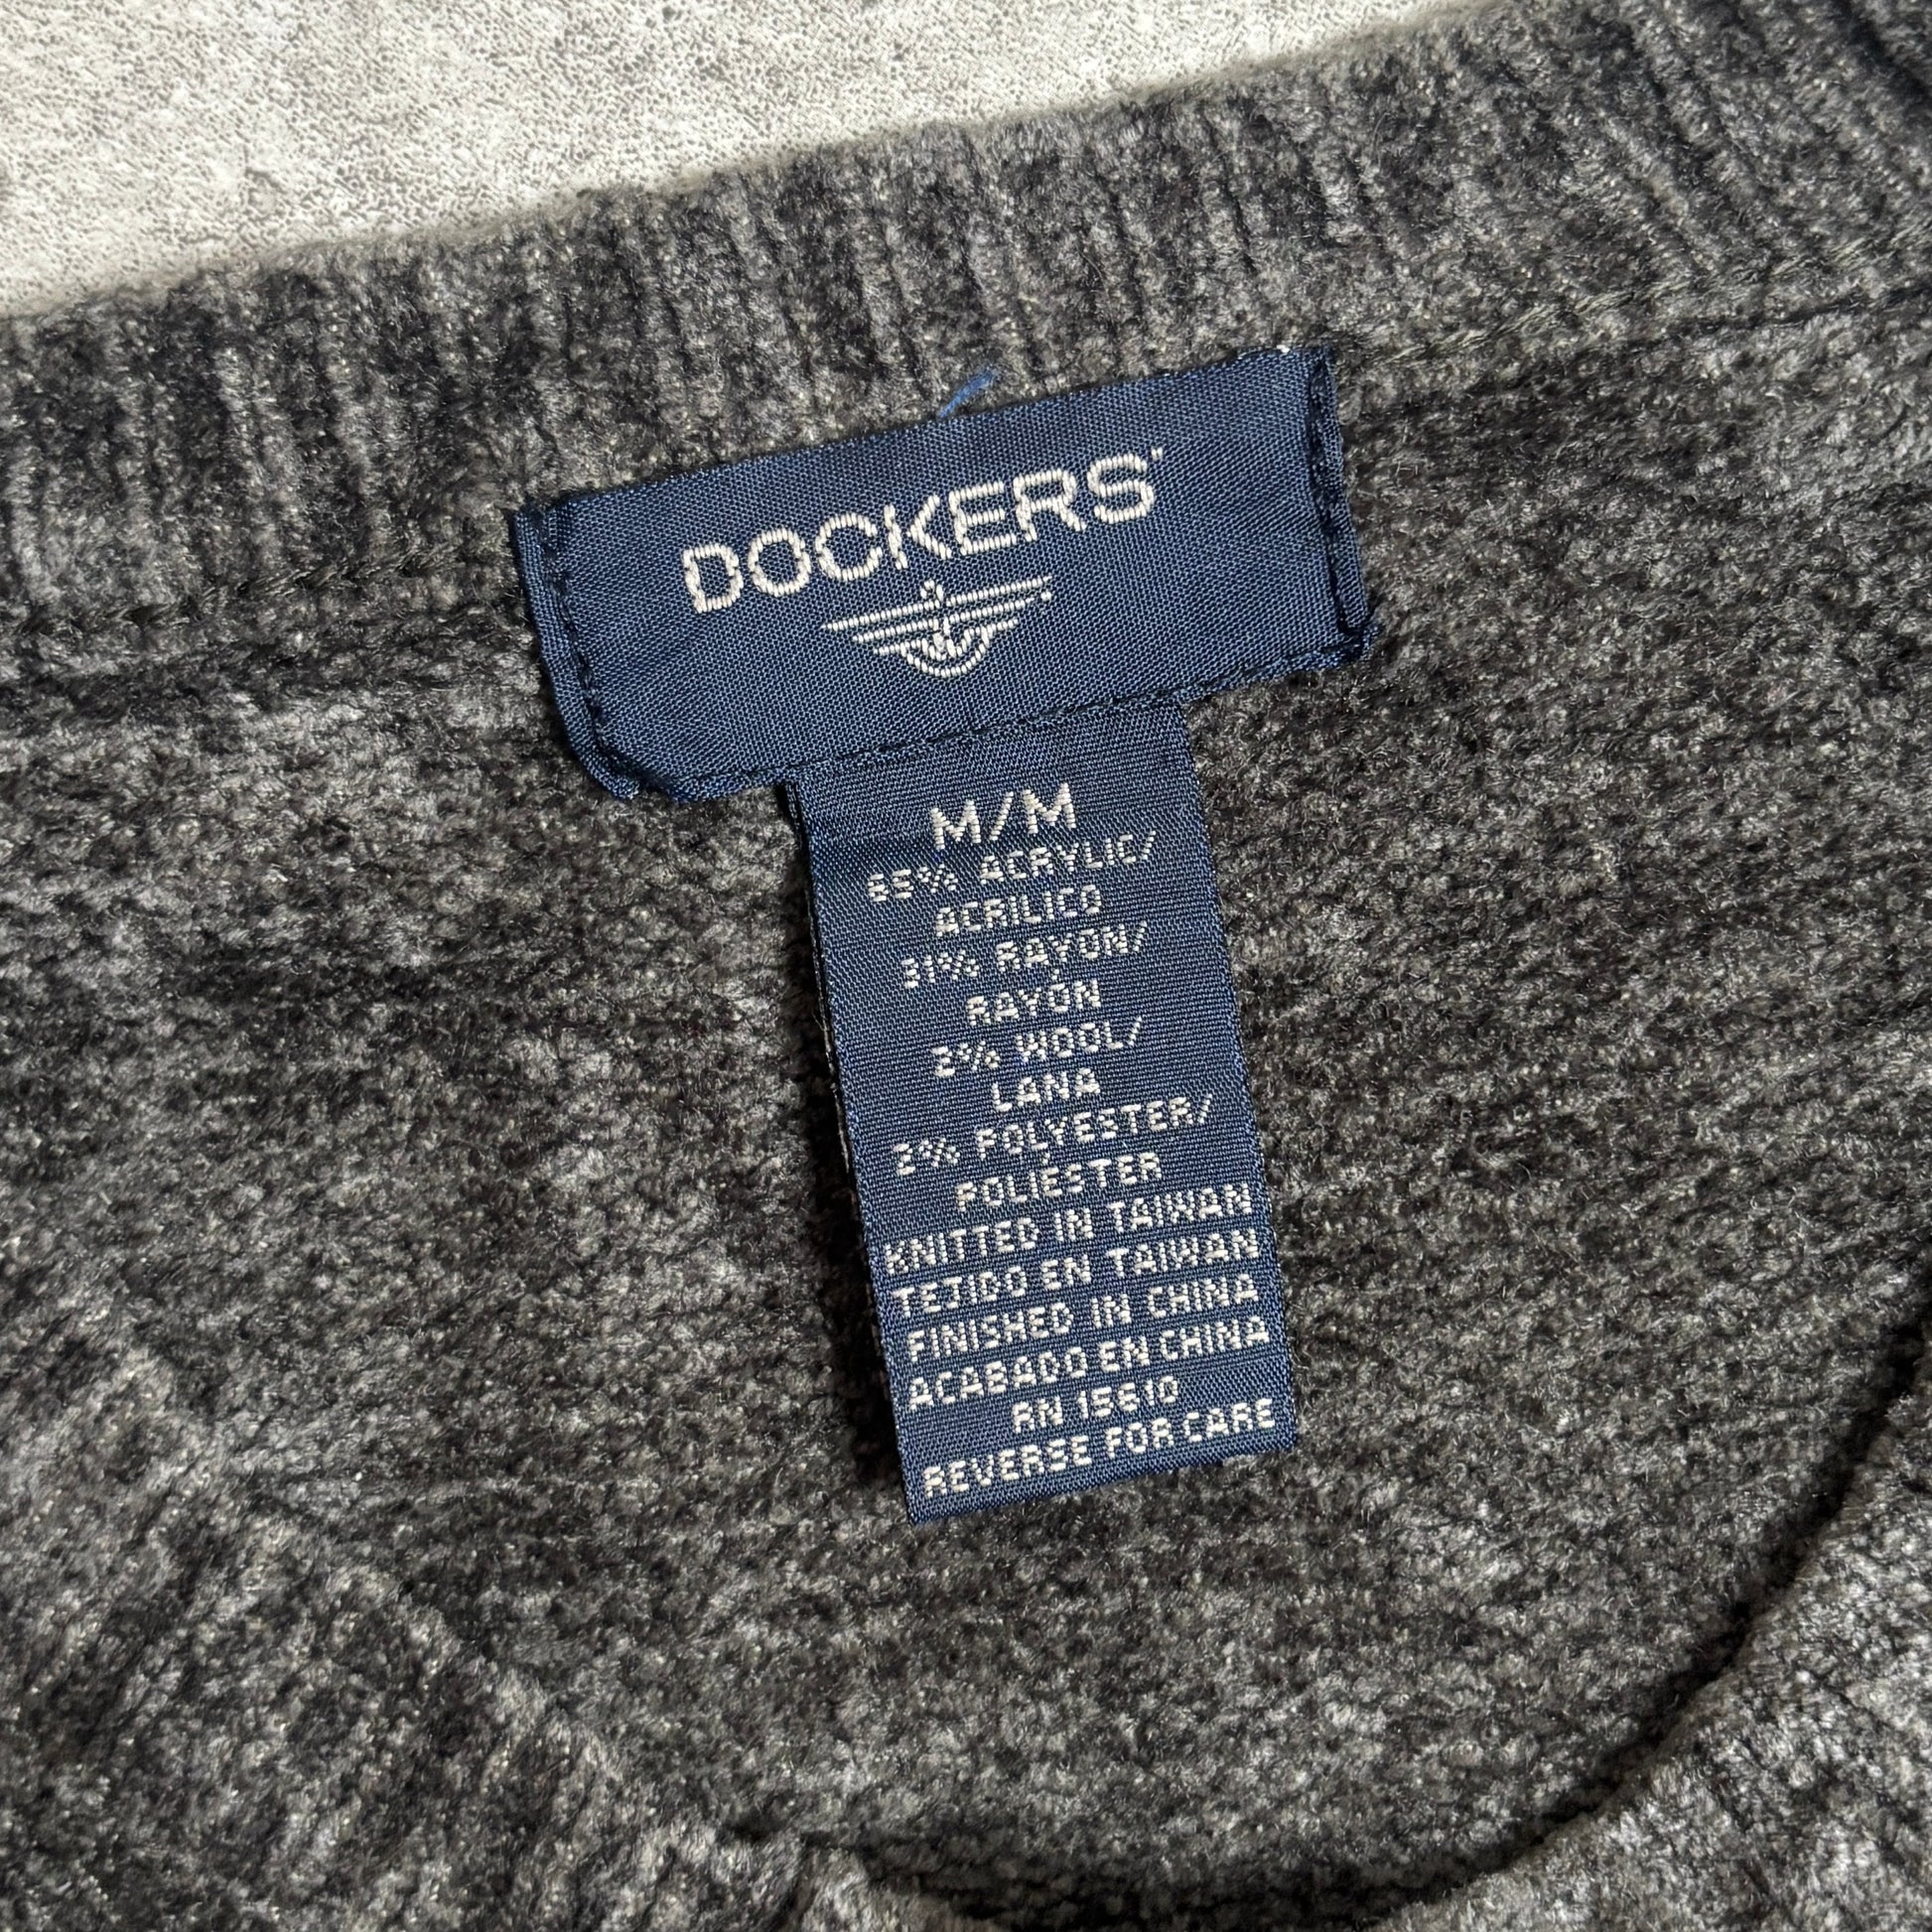 DOCKERS
M/M
65% ACRYLIC/
ACRILICO
31% RAYON/
RAYÓN
2% WOOL/
LANA
2% POLYESTER/
POLIESTER
KNITTED IN TAIWAN
TEJIDO EN TAIWAN
FINISHED IN CHINA
ACABADO EN CHINA
RN 15610
REVERSE FOR CARE